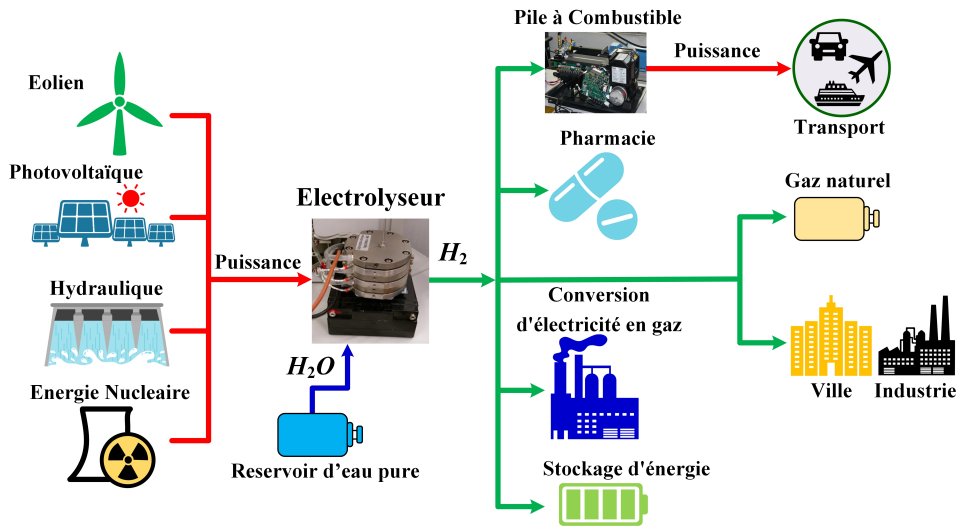 Eolien
Photovoltaïque
Hydraulique
Energie Nucleaire
Puissance
Electrolyseur
H₂O
Reservoir d’eau pure
H₂
Pile à Combustible
Puissance
Transport
Pharmacie
Gaz naturel
Conversion
d'électricité en gaz
Ville
Industrie
Stockage d'énergie